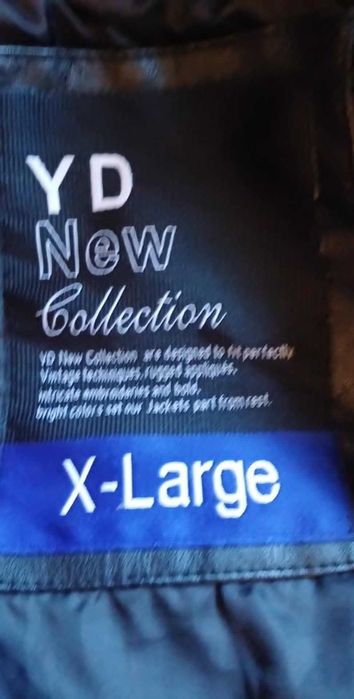 YD
New
Collection
YD New Collection are designed to fit perfectly
Vintage techniques, rugged appliqués,
intricate embroideries and bold,
bright colors set our Jackets part from rest.
X-Large